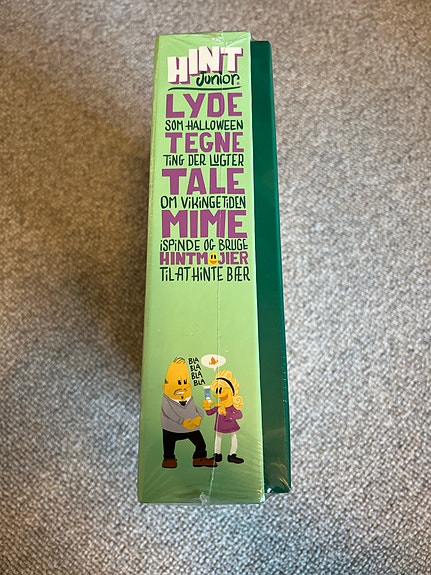 HINT
Junior
LYDE
SOM HALLOWEEN
TEGNE
TING DER LUGTER
TALE
OM VIKINGETIDEN
MIME
ISPINDE OG BRUGE
HINTMOJIER
TIL AT HINTE BÆR
BLA
BLA
BLA
BLA